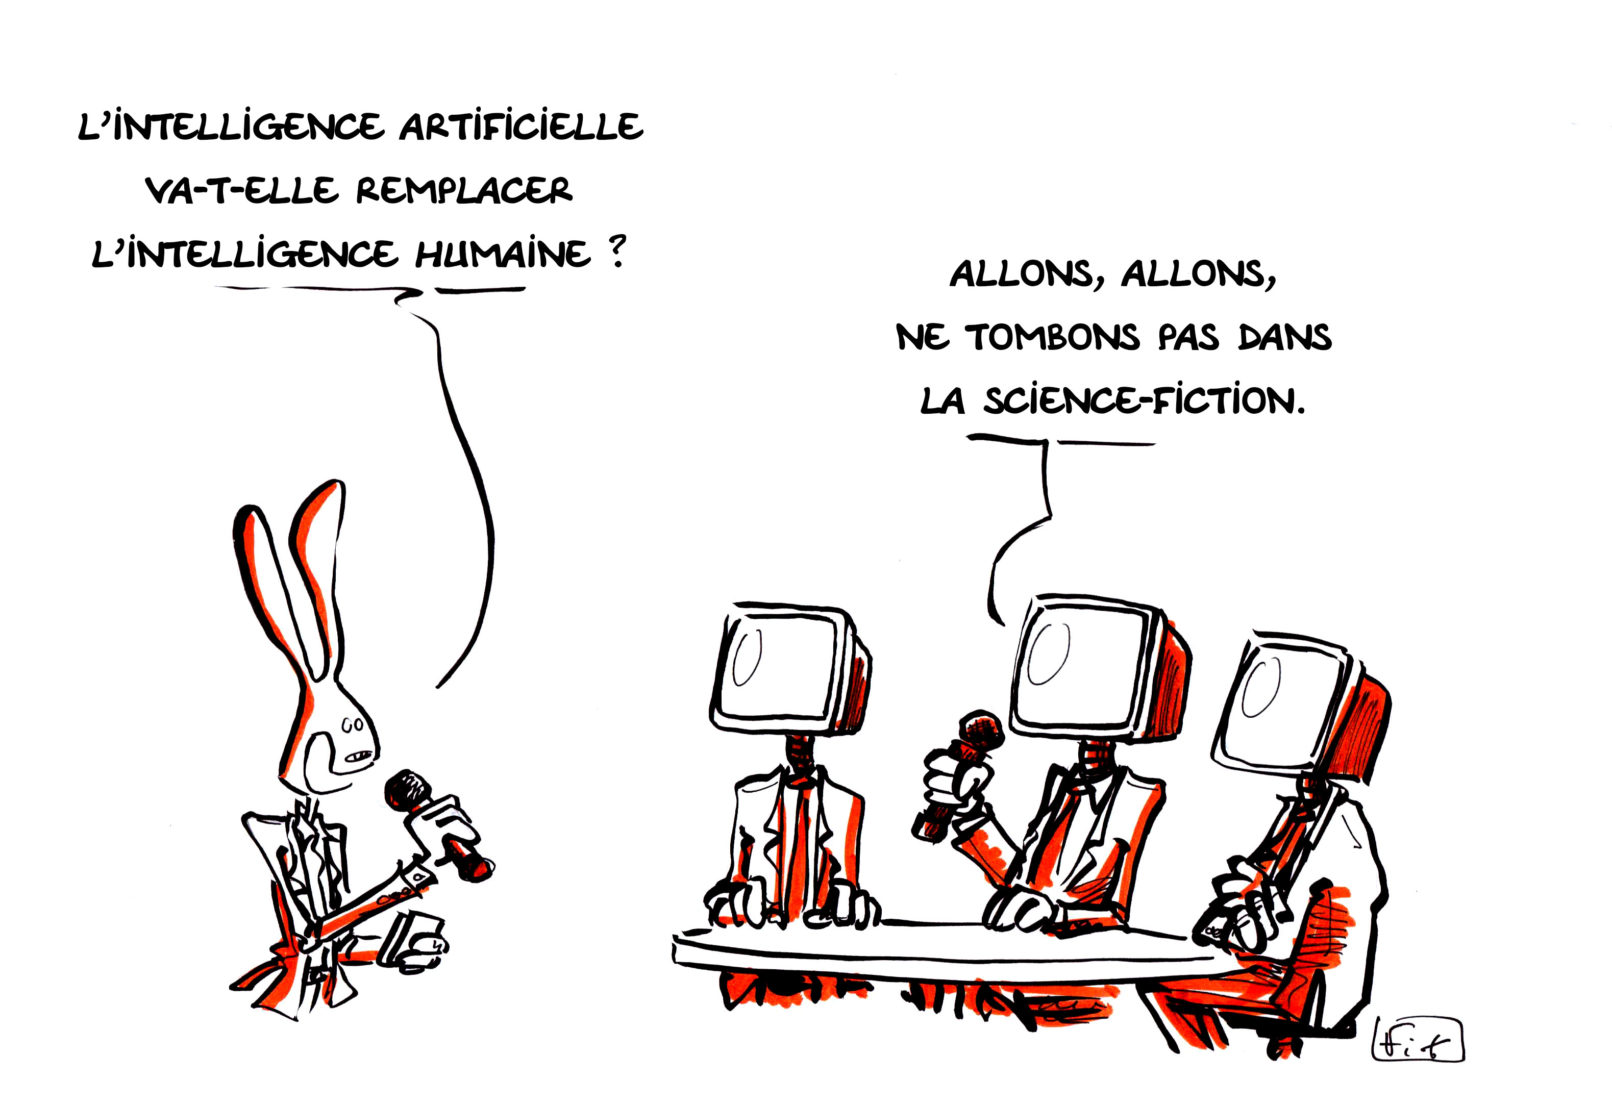 L'INTELLIGENCE ARTIFICIELLE
VA-T-ELLE REMPLACER
L'INTELLIGENCE HUMAINE ?
ALLONS, ALLONS,
NE TOMBONS PAS DANS
LA SCIENCE-FICTION.